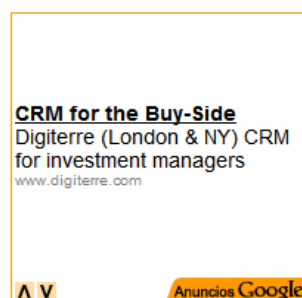 CRM for the Buy-Side
Digiterre (London & NY) CRM
for investment managers
www.digiterre.com
Anuncios Google